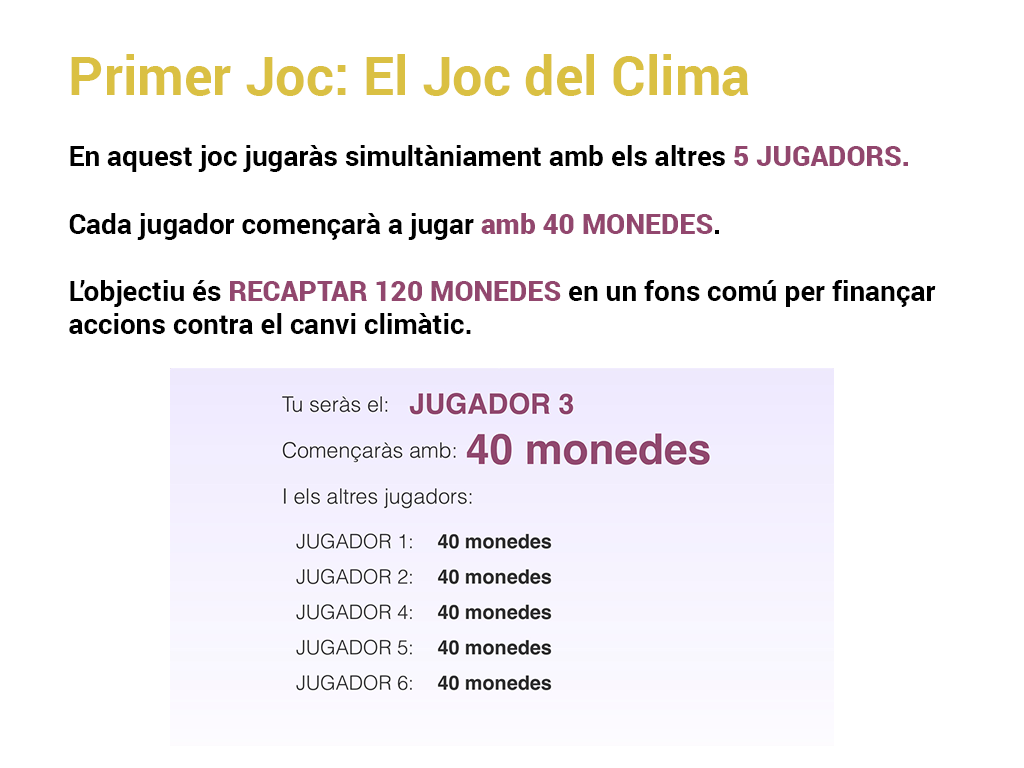 Primer Joc: El Joc del Clima
En aquest joc jugaràs simultàniament amb els altres 5 JUGADORS.
Cada jugador començarà a jugar amb 40 MONEDES.
L’objectiu és RECAPTAR 120 MONEDES en un fons comú per finançar
accions contra el canvi climàtic.
Tu seràs el: JUGADOR 3
Començaràs amb: 40 monedes
I els altres jugadors:
JUGADOR 1: 40 monedes
JUGADOR 2: 40 monedes
JUGADOR 4: 40 monedes
JUGADOR 5: 40 monedes
JUGADOR 6: 40 monedes